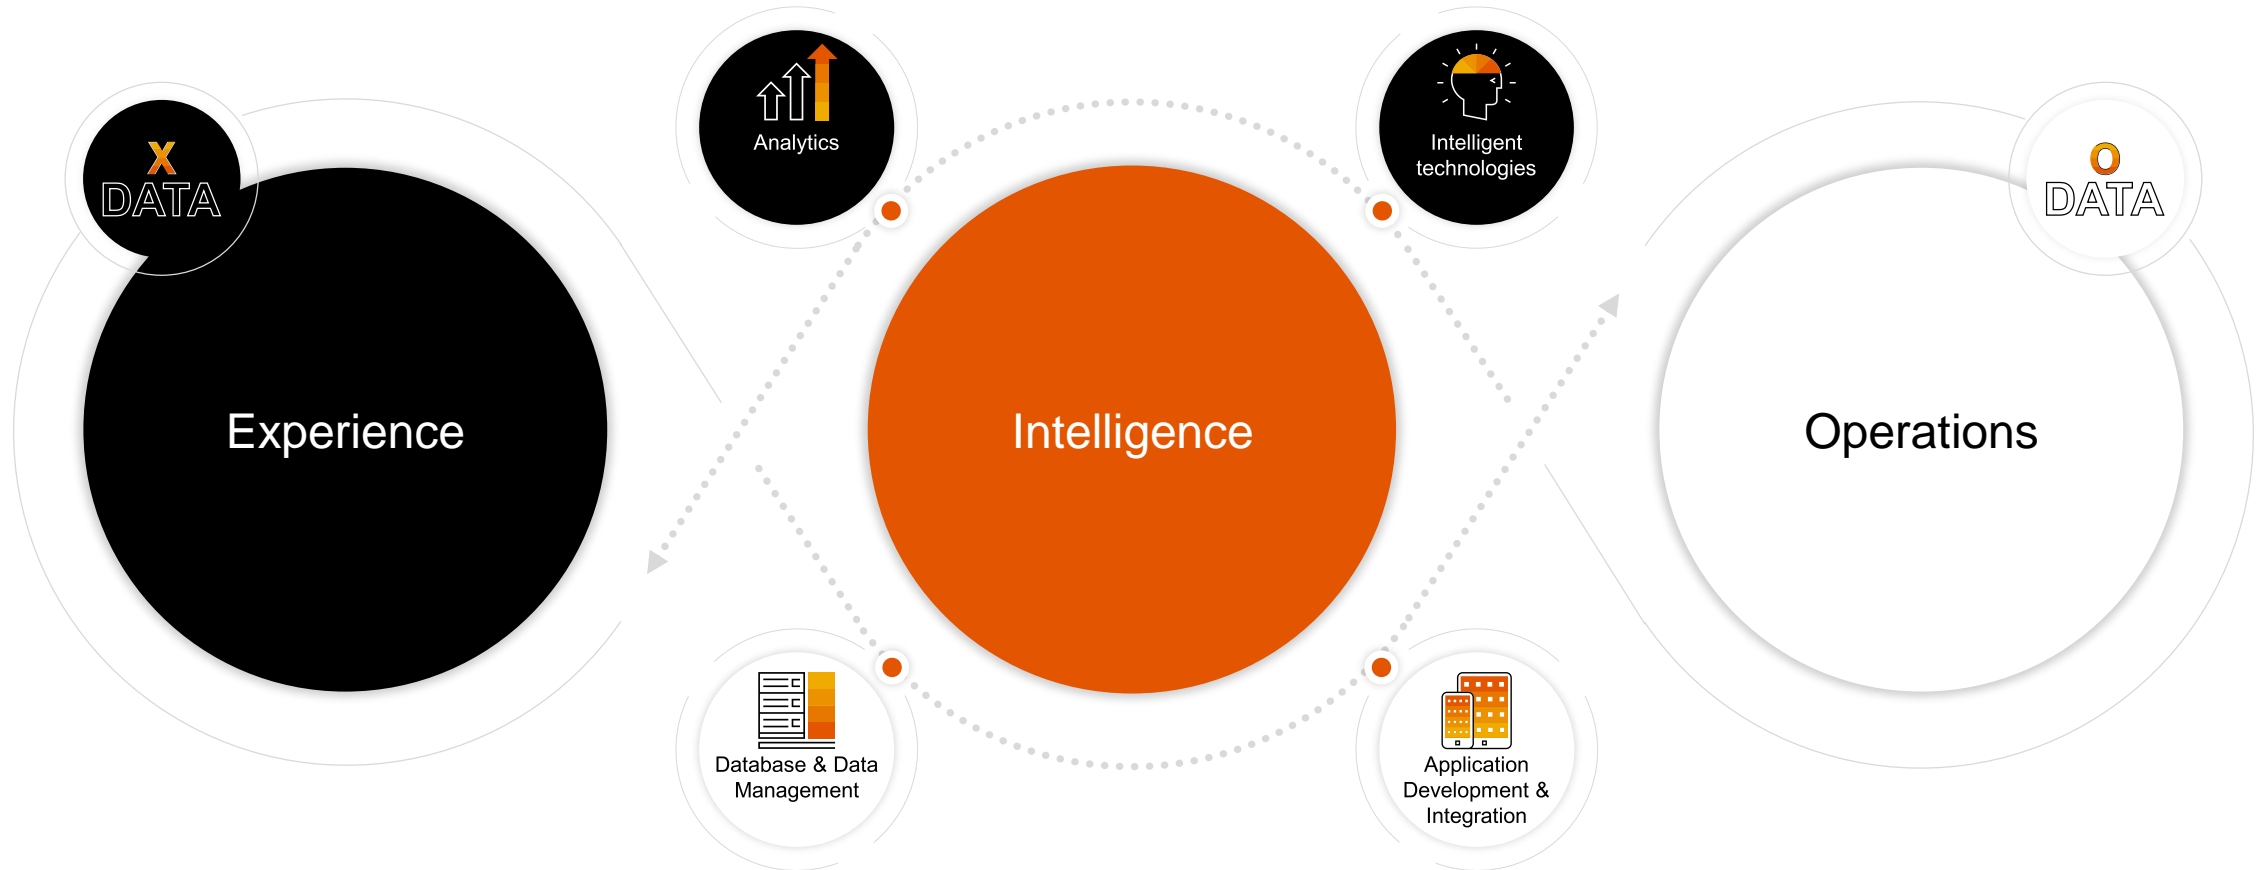 X
DATA
Experience
Analytics
Intelligent
technologies
Intelligence
Database & Data
Management
Application
Development &
Integration
O
DATA
Operations